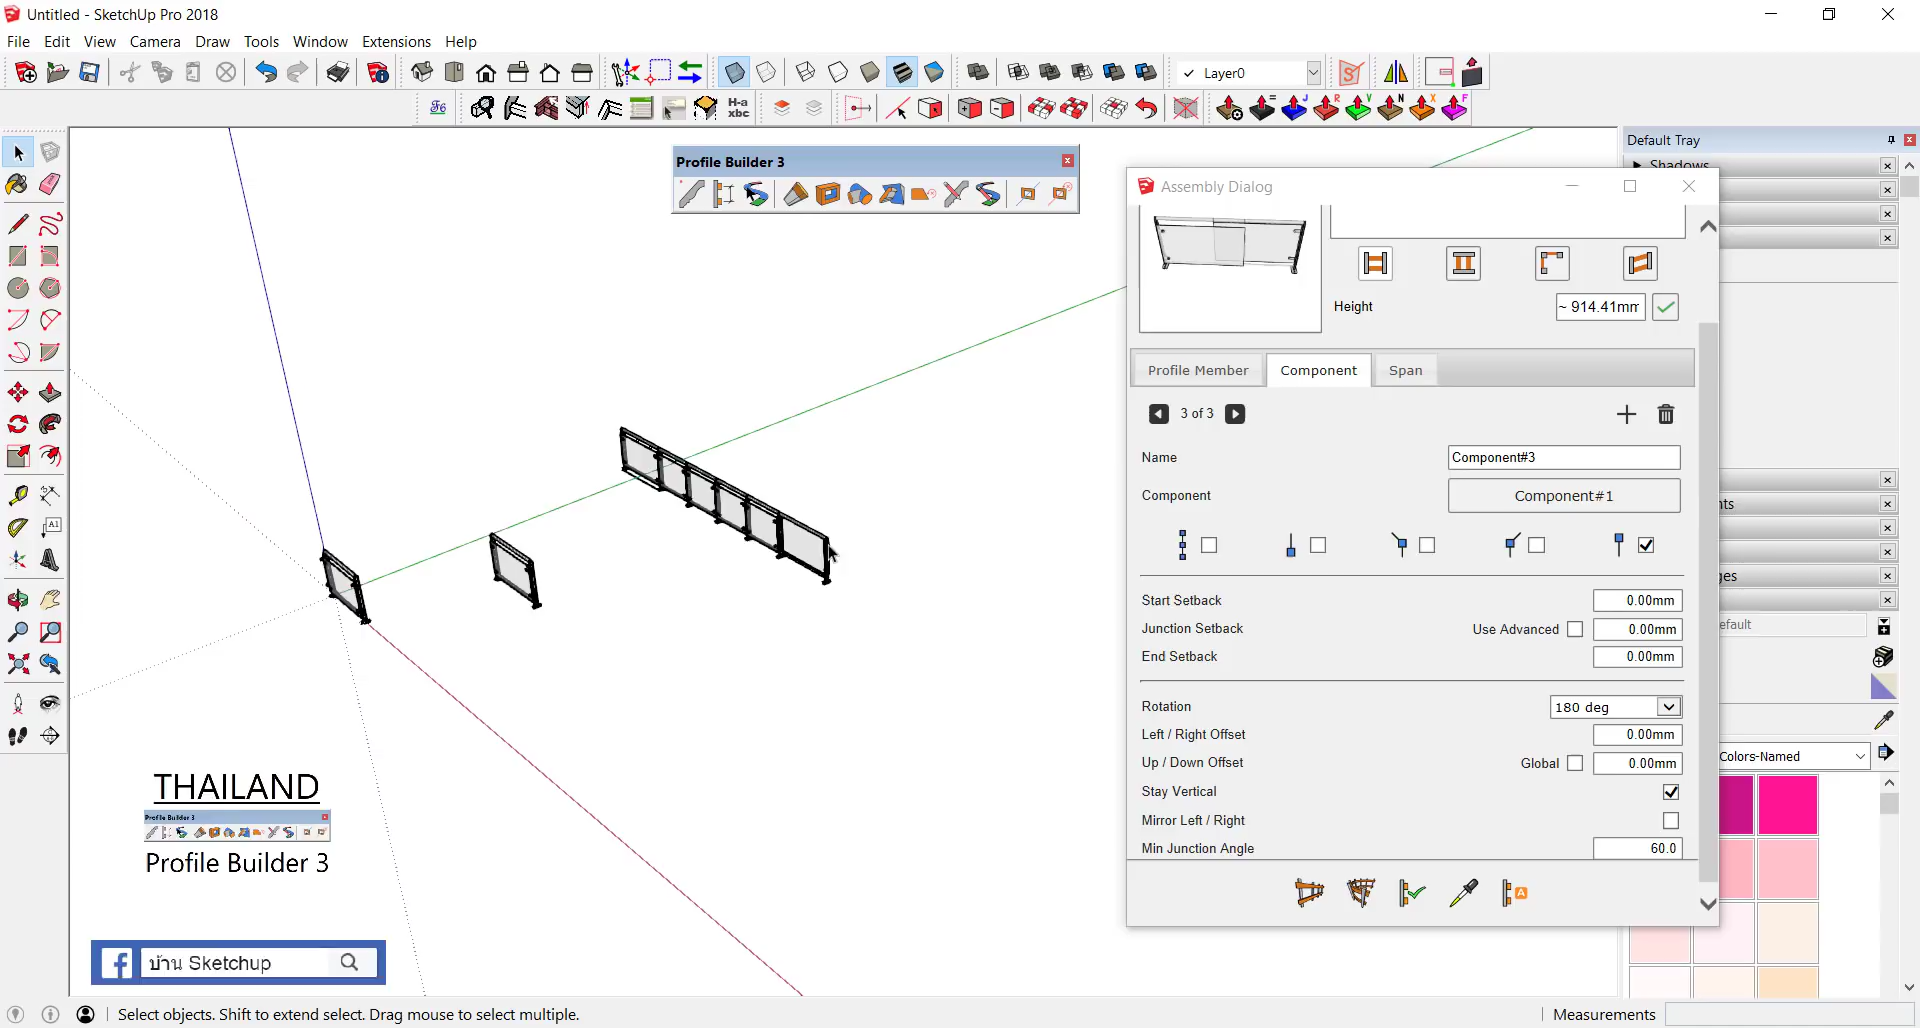 Untitled - SketchUp Pro 2018
File Edit View Camera Draw Tools Window Extensions Help
Layer0
H-a
xbc
J R V N X F
Profile Builder 3
Default Tray
Shadows
Assembly Dialog
Height ~ 914.41mm
Profile Member Component Span
3 of 3
Name Component#3
Component Component#1
Start Setback 0.00mm
Junction Setback Use Advanced 0.00mm
End Setback 0.00mm
Rotation 180 deg
Left / Right Offset 0.00mm
Up / Down Offset Global 0.00mm
Stay Vertical
Mirror Left / Right
Min Junction Angle 60.0
nts
ges
efault
Colors-Named
A1
THAILAND
Profile Builder 3
Profile Builder 3
บ้าน Sketchup
Select objects. Shift to extend select. Drag mouse to select multiple.
Measurements